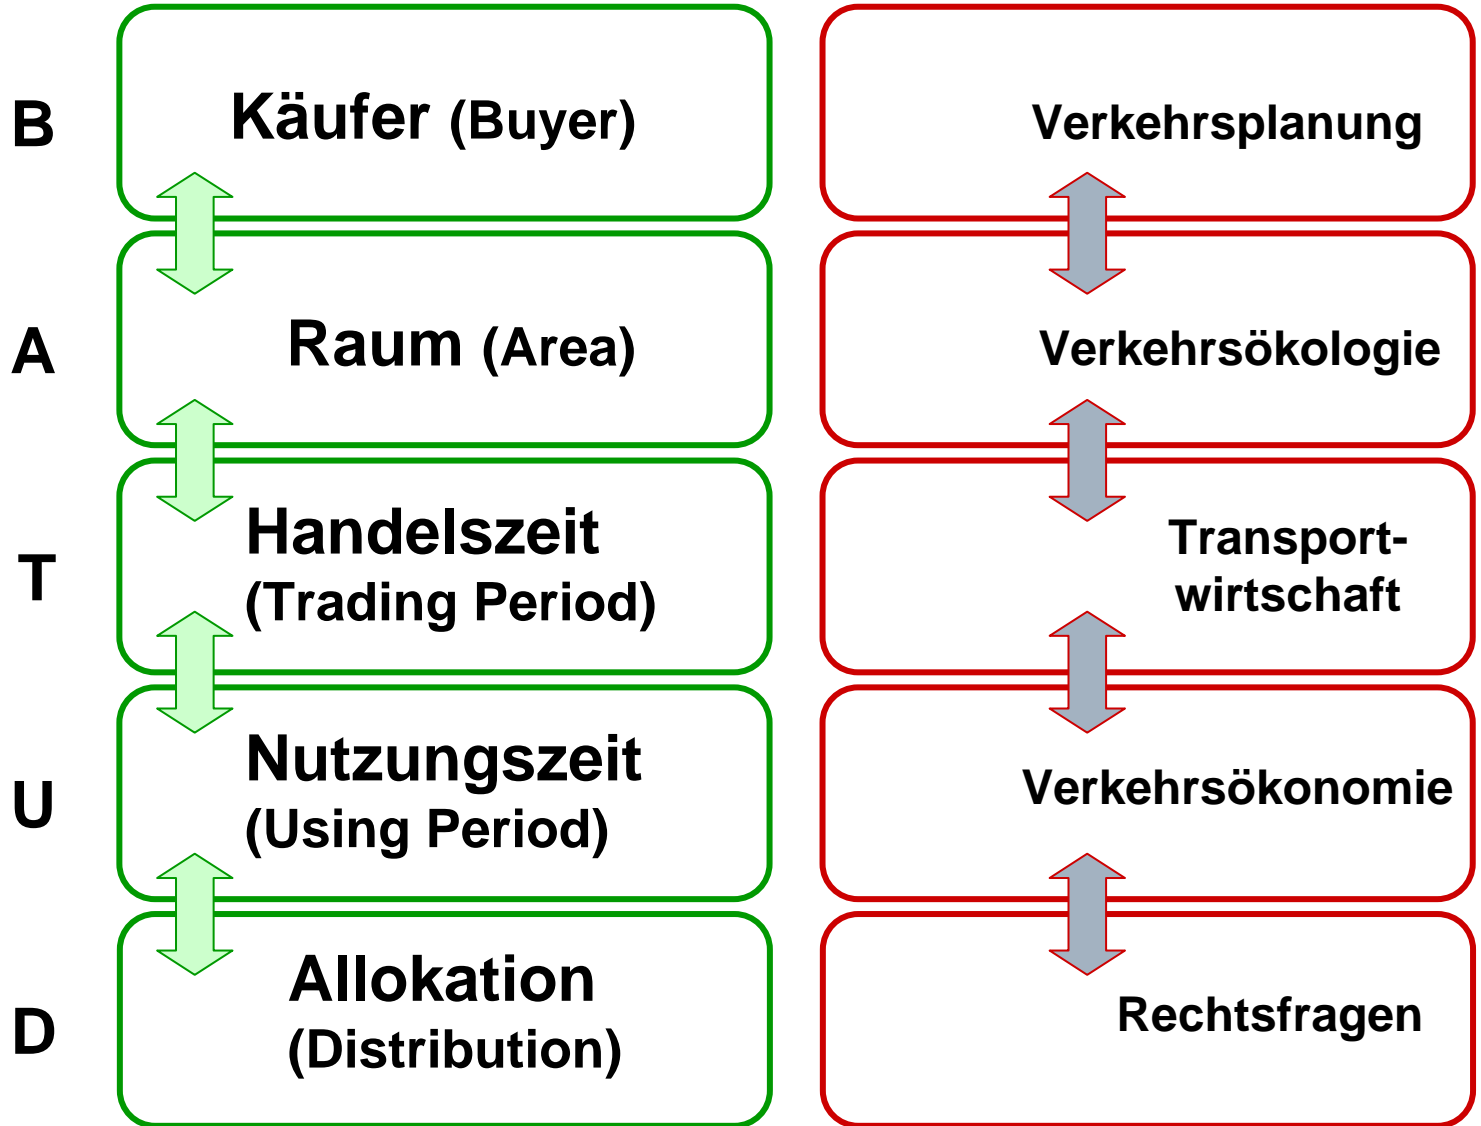 B
Käufer (Buyer)
Verkehrsplanung
A
Raum (Area)
Verkehrsökologie
T
Handelszeit
(Trading Period)
Transport-
wirtschaft
U
Nutzungszeit
(Using Period)
Verkehrsökonomie
D
Allokation
(Distribution)
Rechtsfragen